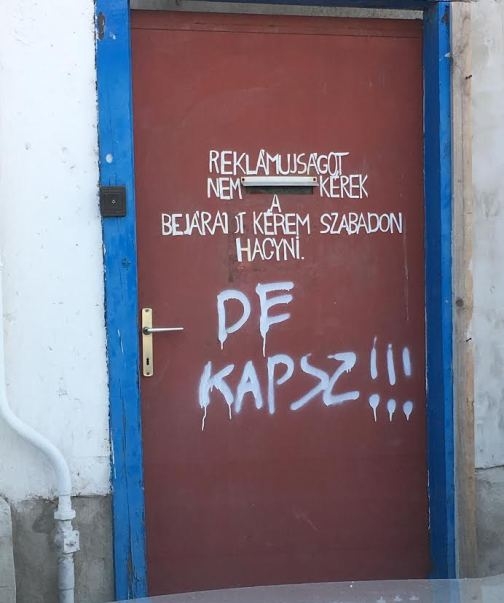 REKLÁMUJSÁGOT
NEM KÉREK
A
BEJÁRATOT KÉREM SZABADON
HAGYNI.
DE
KAPSZ!!!